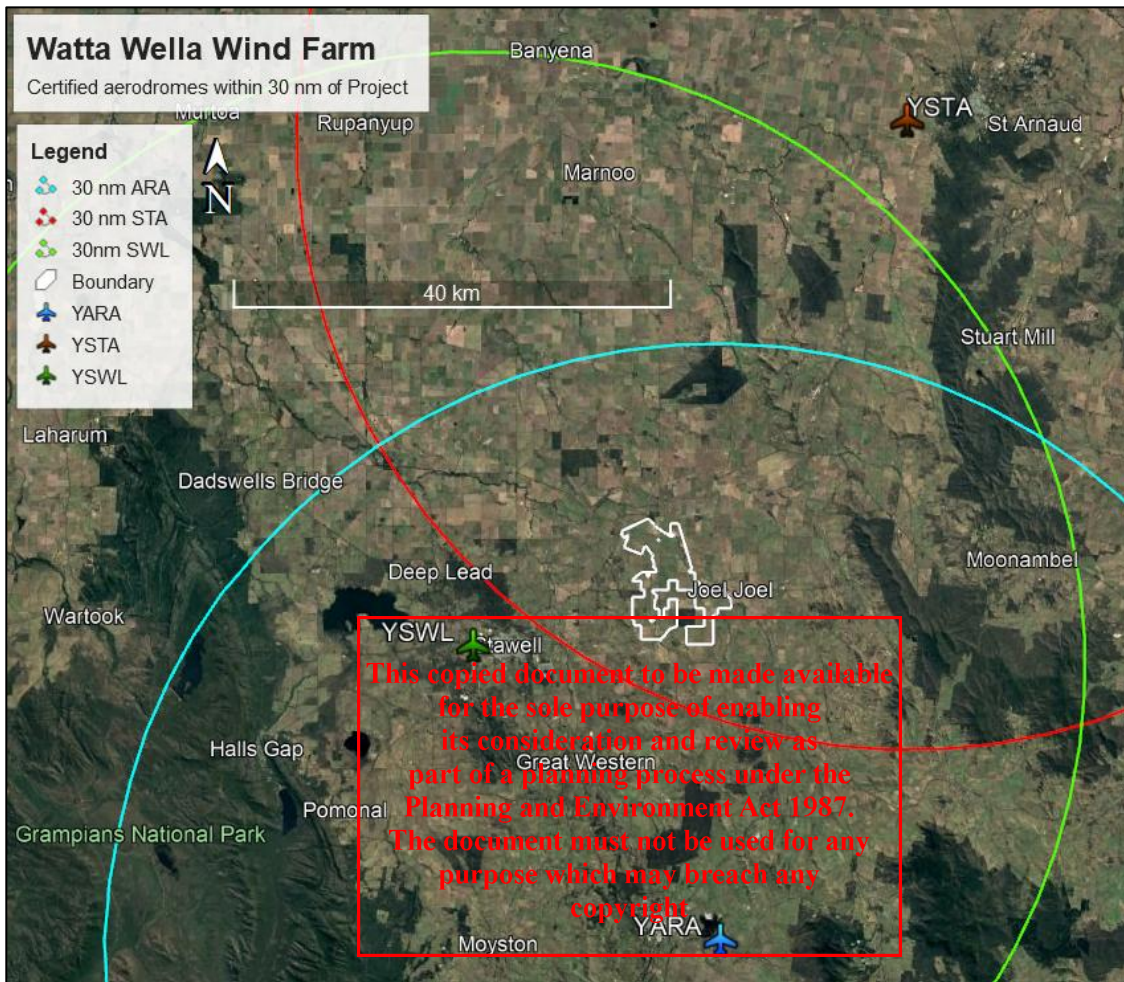 Watta Wella Wind Farm
Certified aerodromes within 30 nm of Project
Banyena
Murtoa
Rupanyup
YSTA
St Arnaud
Legend
30 nm ARA
30 nm STA
30nm SWL
Boundary
YARA
YSTA
YSWL
N
Marnoo
40 km
Stuart Mill
Laharum
Dadswells Bridge
Deep Lead
Moonambel
Joel Joel
Wartook
YSWL
Stawell
This copied document to be made available
for the sole purpose of enabling
its consideration and review as
part of a planning process under the
Planning and Environment Act 1987.
The document must not be used for any
purpose which may breach any
copyright
Halls Gap
Great Western
Pomonal
Grampians National Park
YARA
Moyston